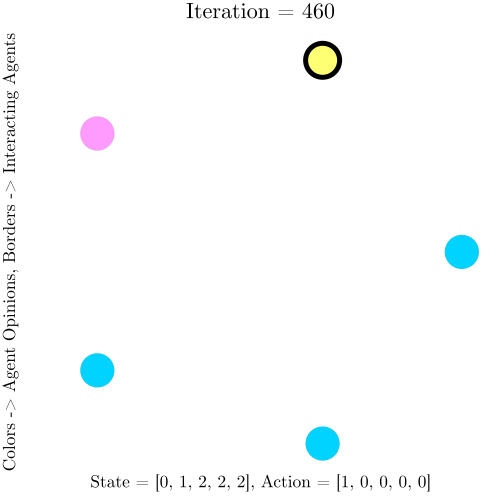 Iteration = 460
Colors -> Agent Opinions, Borders -> Interacting Agents
State = [0, 1, 2, 2, 2], Action = [1, 0, 0, 0, 0]